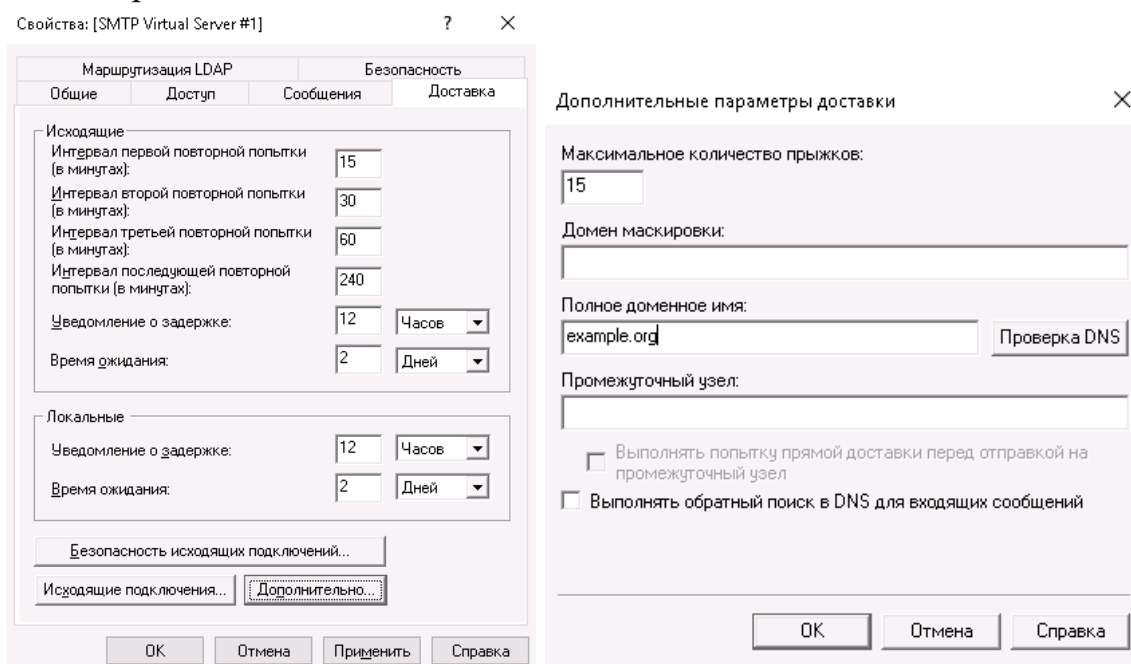 Свойства: [SMTP Virtual Server #1]
? ×
Маршрутизация LDAP
Безопасность
Общие
Доступ
Сообщения
Доставка
Исходящие
Интервал первой повторной попытки
(в минутах):
15
Интервал второй повторной попытки
(в минутах):
30
Интервал третьей повторной попытки
(в минутах):
60
Интервал последующей повторной
попытки (в минутах):
240
Уведомление о задержке:
12
Часов
Время ожидания:
2
Дней
Локальные
Уведомление о задержке:
12
Часов
Время ожидания:
2
Дней
Безопасность исходящих подключений...
Исходящие подключения...
Дополнительно...
ОК
Отмена
Применить
Справка
Дополнительные параметры доставки
×
Максимальное количество прыжков:
15
Домен маскировки:
Полное доменное имя:
example.org
Проверка DNS
Промежуточный узел:
Выполнять попытку прямой доставки перед отправкой на
промежуточный узел
Выполнять обратный поиск в DNS для входящих сообщений
ОК
Отмена
Справка